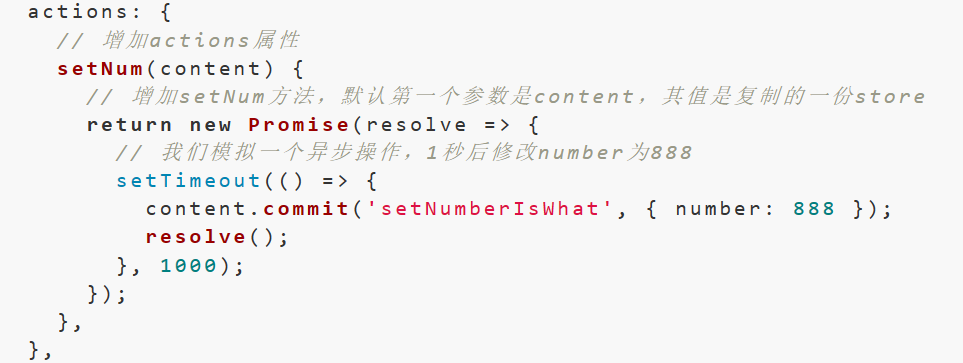 actions: {
  // 增加actions属性
  setNum(content) {
    // 增加setNum方法，默认第一个参数是content，其值是复制的一份store
    return new Promise(resolve => {
      // 我们模拟一个异步操作，1秒后修改number为888
      setTimeout(() => {
        content.commit('setNumberIsWhat', { number: 888 });
        resolve();
      }, 1000);
    });
  },
},